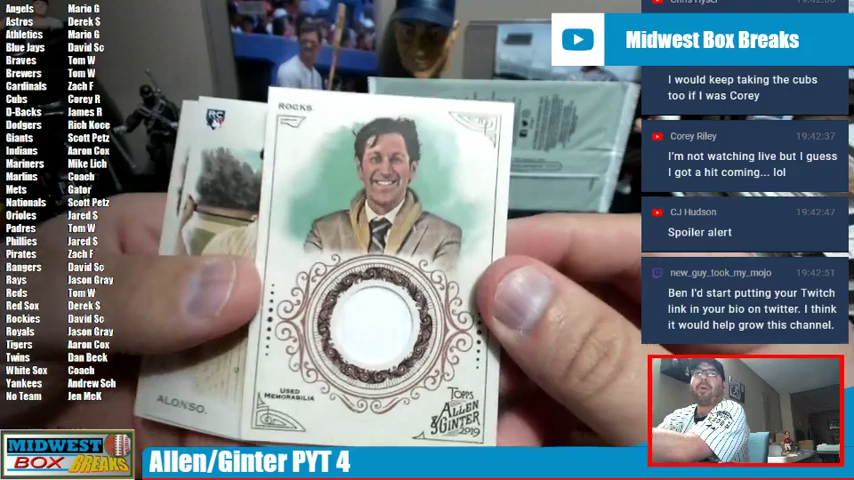 Angels Mario G
Astros Derek S
Athletics Mario G
Blue Jays David Sc
Braves Tom W
Brewers Tom W
Cardinals Zach F
Cubs Corey R
D-Backs James R
Dodgers Rich Koce
Giants Scott Petz
Indians Aaron Cox
Mariners Mike Lich
Marlins Coach
Mets Gator
Nationals Scott Petz
Orioles Jared S
Padres Tom W
Phillies Jared S
Pirates Zach F
Rangers David Sc
Rays Jason Gray
Reds Tom W
Red Sox Derek S
Rockies David Sc
Royals Jason Gray
Tigers Aaron Cox
Twins Dan Beck
White Sox Coach
Yankees Andrew Sch
No Team Jen McK
MIDWEST
BOX BREAKS
Allen/Ginter PYT 4
RC
ALONSO.
ROCKS.
USED
MEMORABILIA
TOPPS
ALLEN
& GINTER
2019
Midwest Box Breaks
I would keep taking the cubs
too if I was Corey
Corey Riley 19:42:37
I'm not watching live but I guess
I got a hit coming... lol
CJ Hudson 19:42:47
Spoiler alert
new_guy_took_my_mojo 19:42:51
Ben I'd start putting your Twitch
link in your bio on twitter. I think
it would help grow this channel.